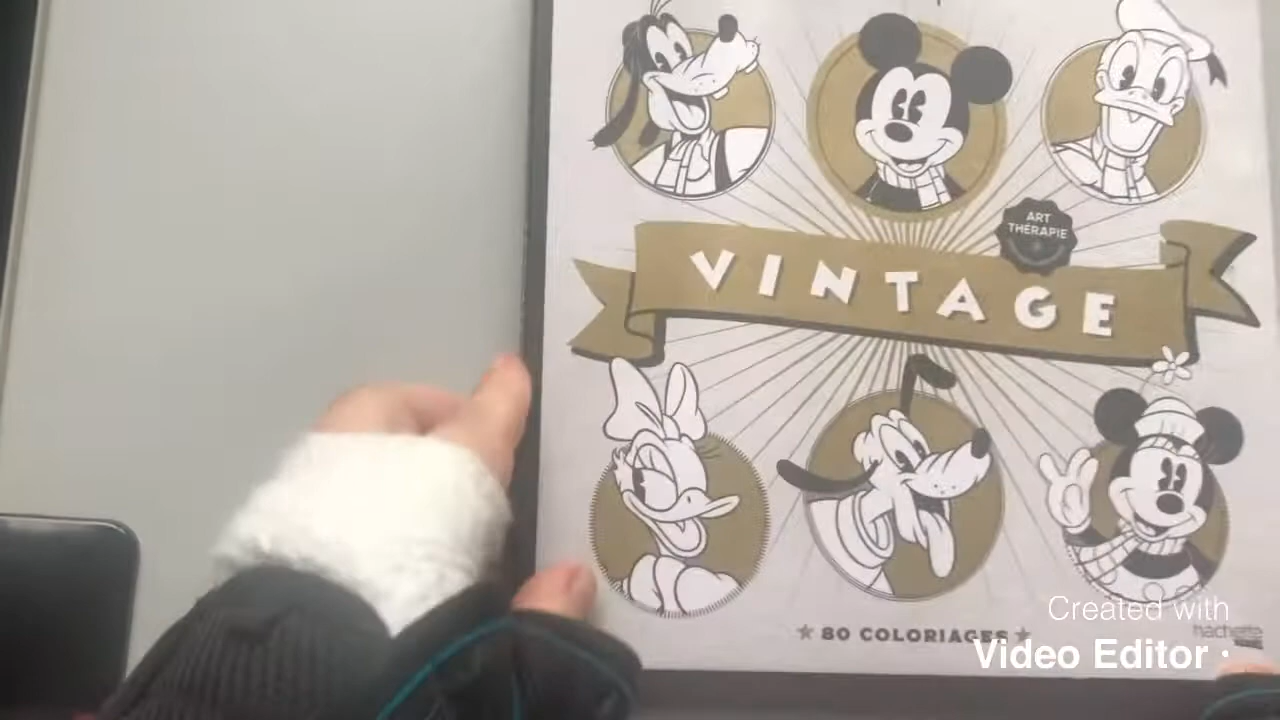 ART
THÉRAPIE
VINTAGE
★ 80 COLORIAGES ★
hachette
Created with
Video Editor •